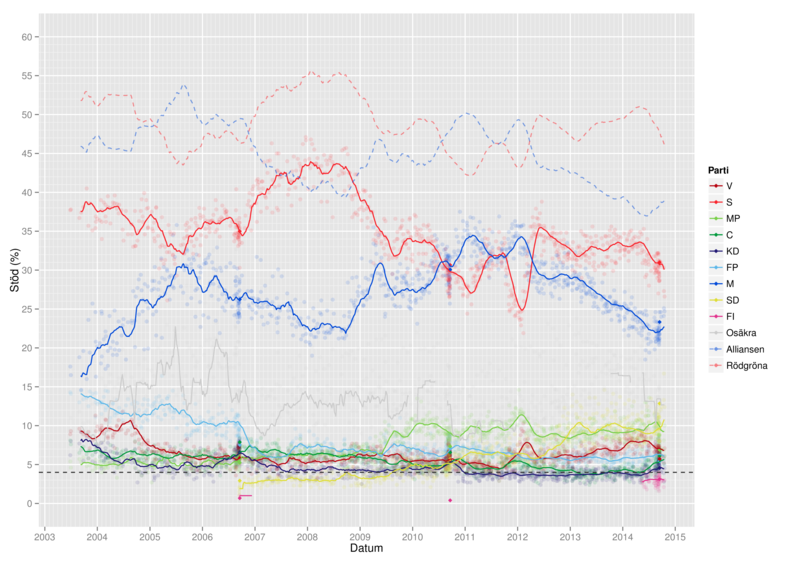 60
55
50
45
40
35
30
25
20
15
10
5
0
Stöd (%)
2003 2004 2005 2006 2007 2008 2009 2010 2011 2012 2013 2014 2015
Datum
Parti
V
S
MP
C
KD
FP
M
SD
FI
Osäkra
Alliansen
Rödgröna